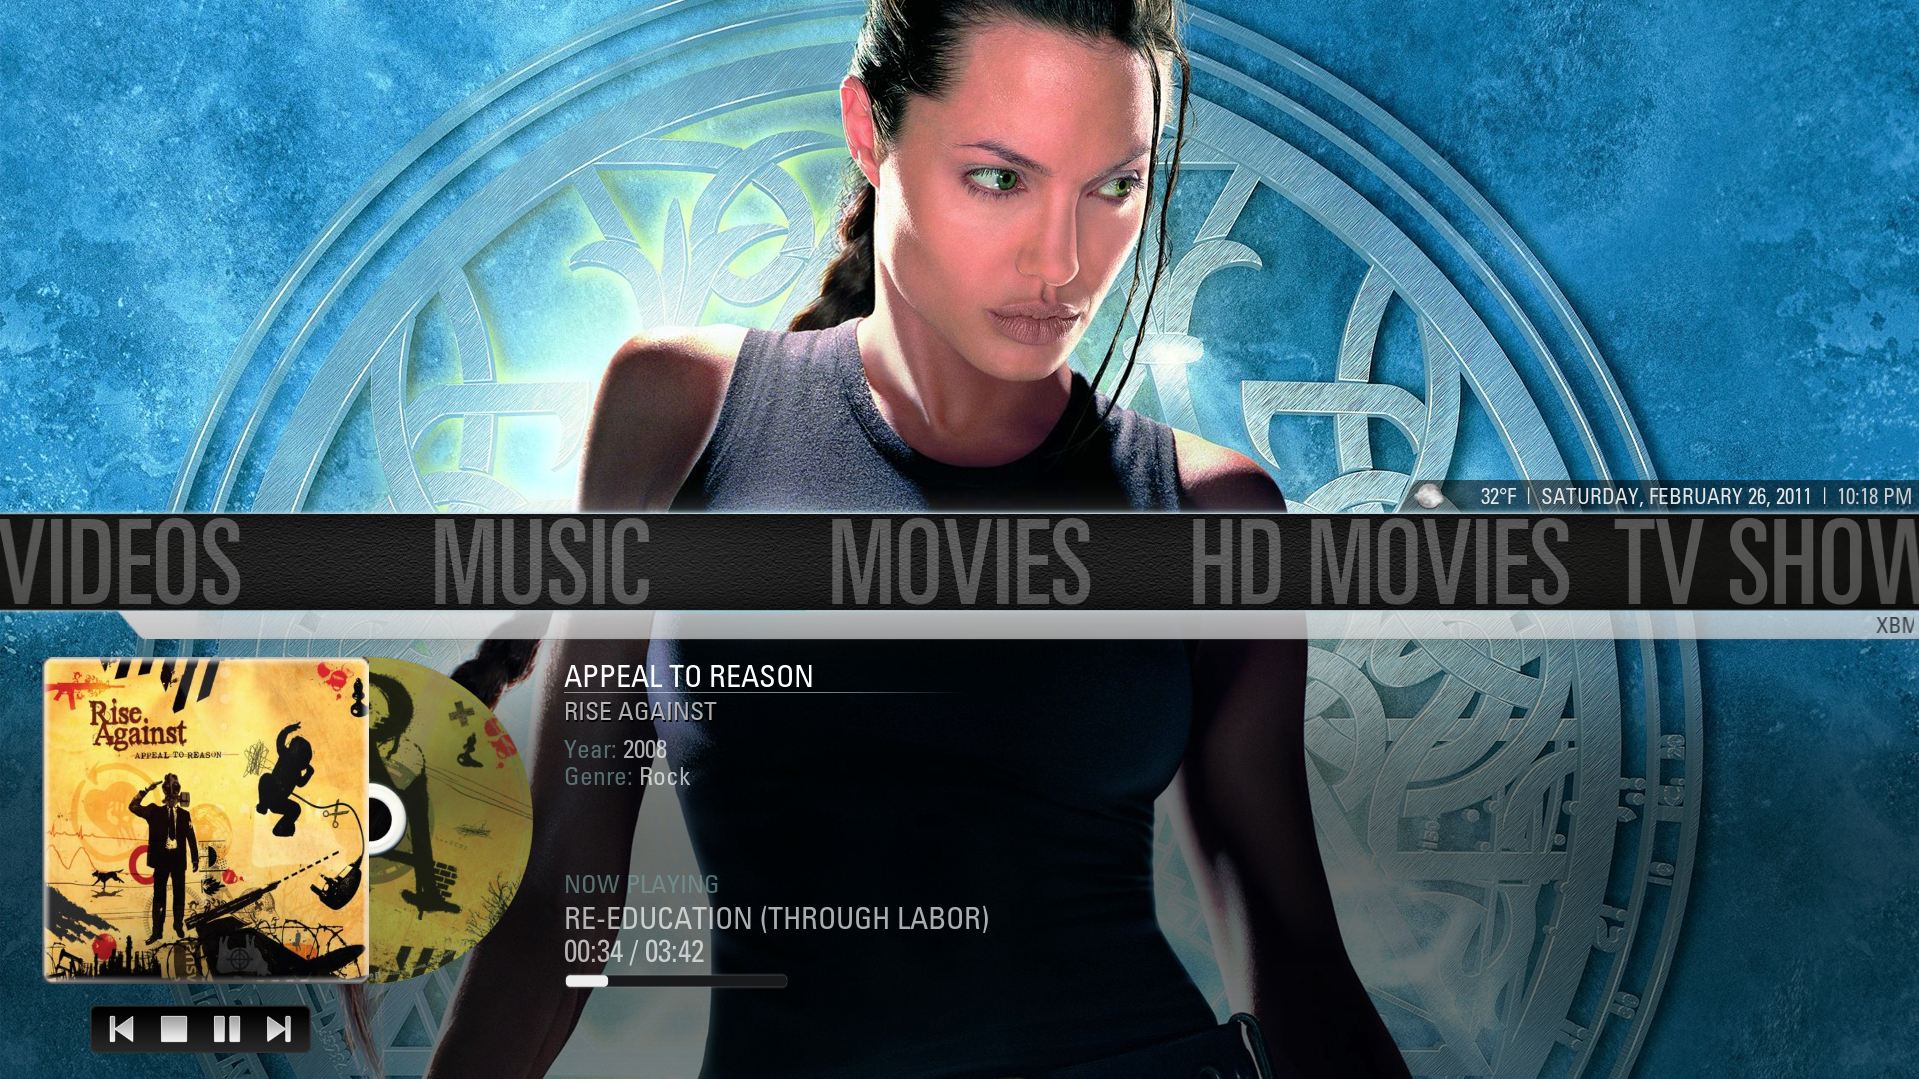 32°F | SATURDAY, FEBRUARY 26, 2011 | 10:18 PM
VIDEOS MUSIC MOVIES HD MOVIES TV SHOW
XBM
Rise Against
APPEAL TO REASON
APPEAL TO REASON
RISE AGAINST
Year: 2008
Genre: Rock
NOW PLAYING
RE-EDUCATION (THROUGH LABOR)
00:34 / 03:42